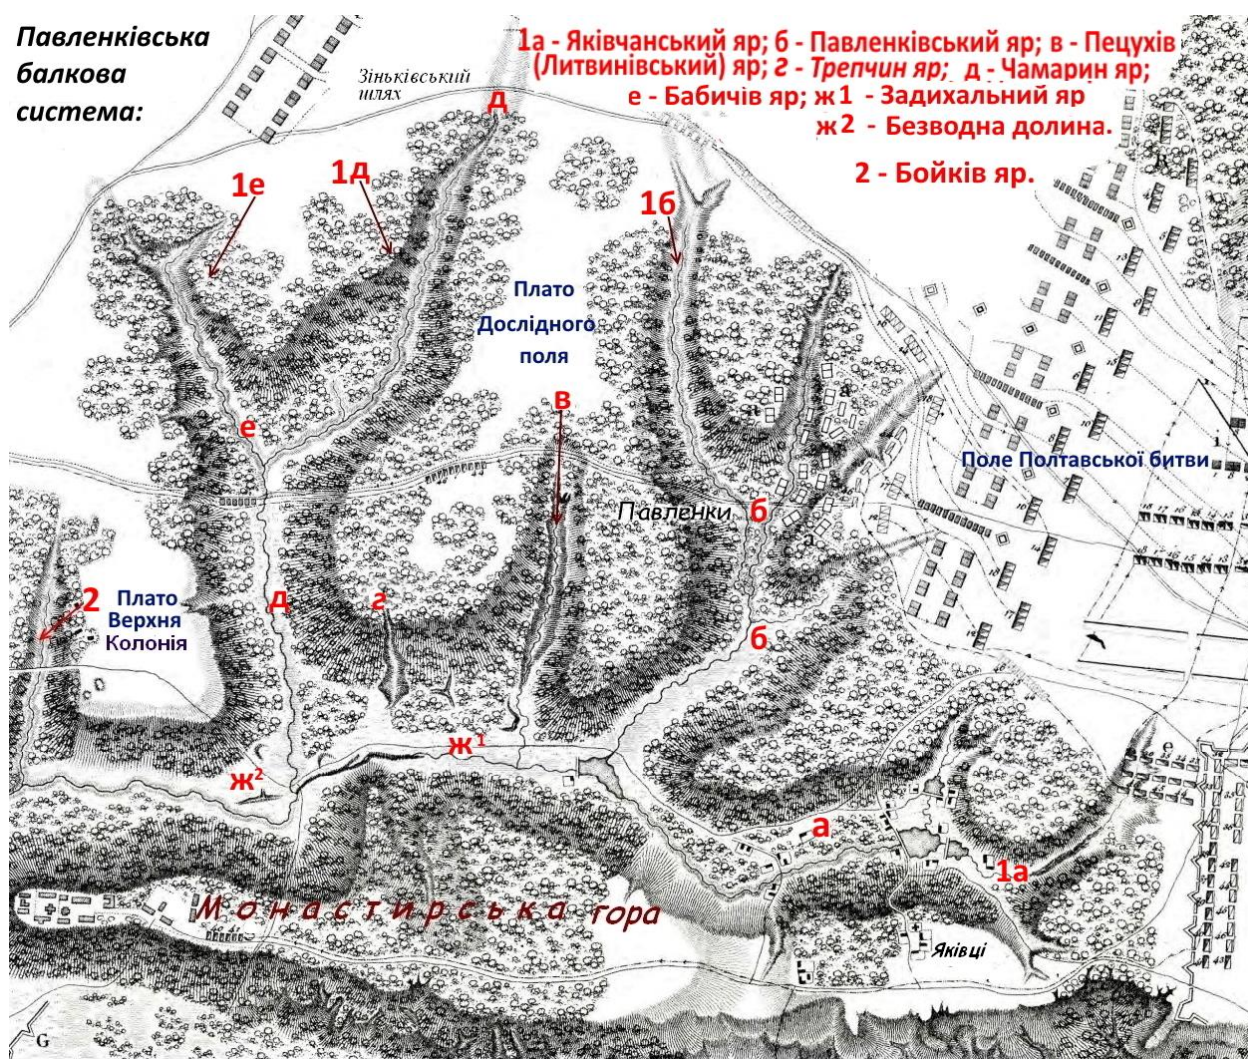 Павленківська
балкова
система:
1а - Яківчанський яр; б - Павленківський яр; в - Пецухів
(Литвинівський) яр; г - Трепчин яр; д - Чамарин яр;
е - Бабичів яр; ж1 - Задихальний яр
ж2 - Безводна долина.
2 - Бойків яр.
Зіньківський
шлях
д
1е
1д
1б
Плато
Дослідного
поля
в
е
а
а
Поле Полтавської битви
Павленки
б
а
2
Плато
Верхня
Колонія
д
г
б
ж1
ж2
е
а
1а
Монастирська гора
Яківці
G